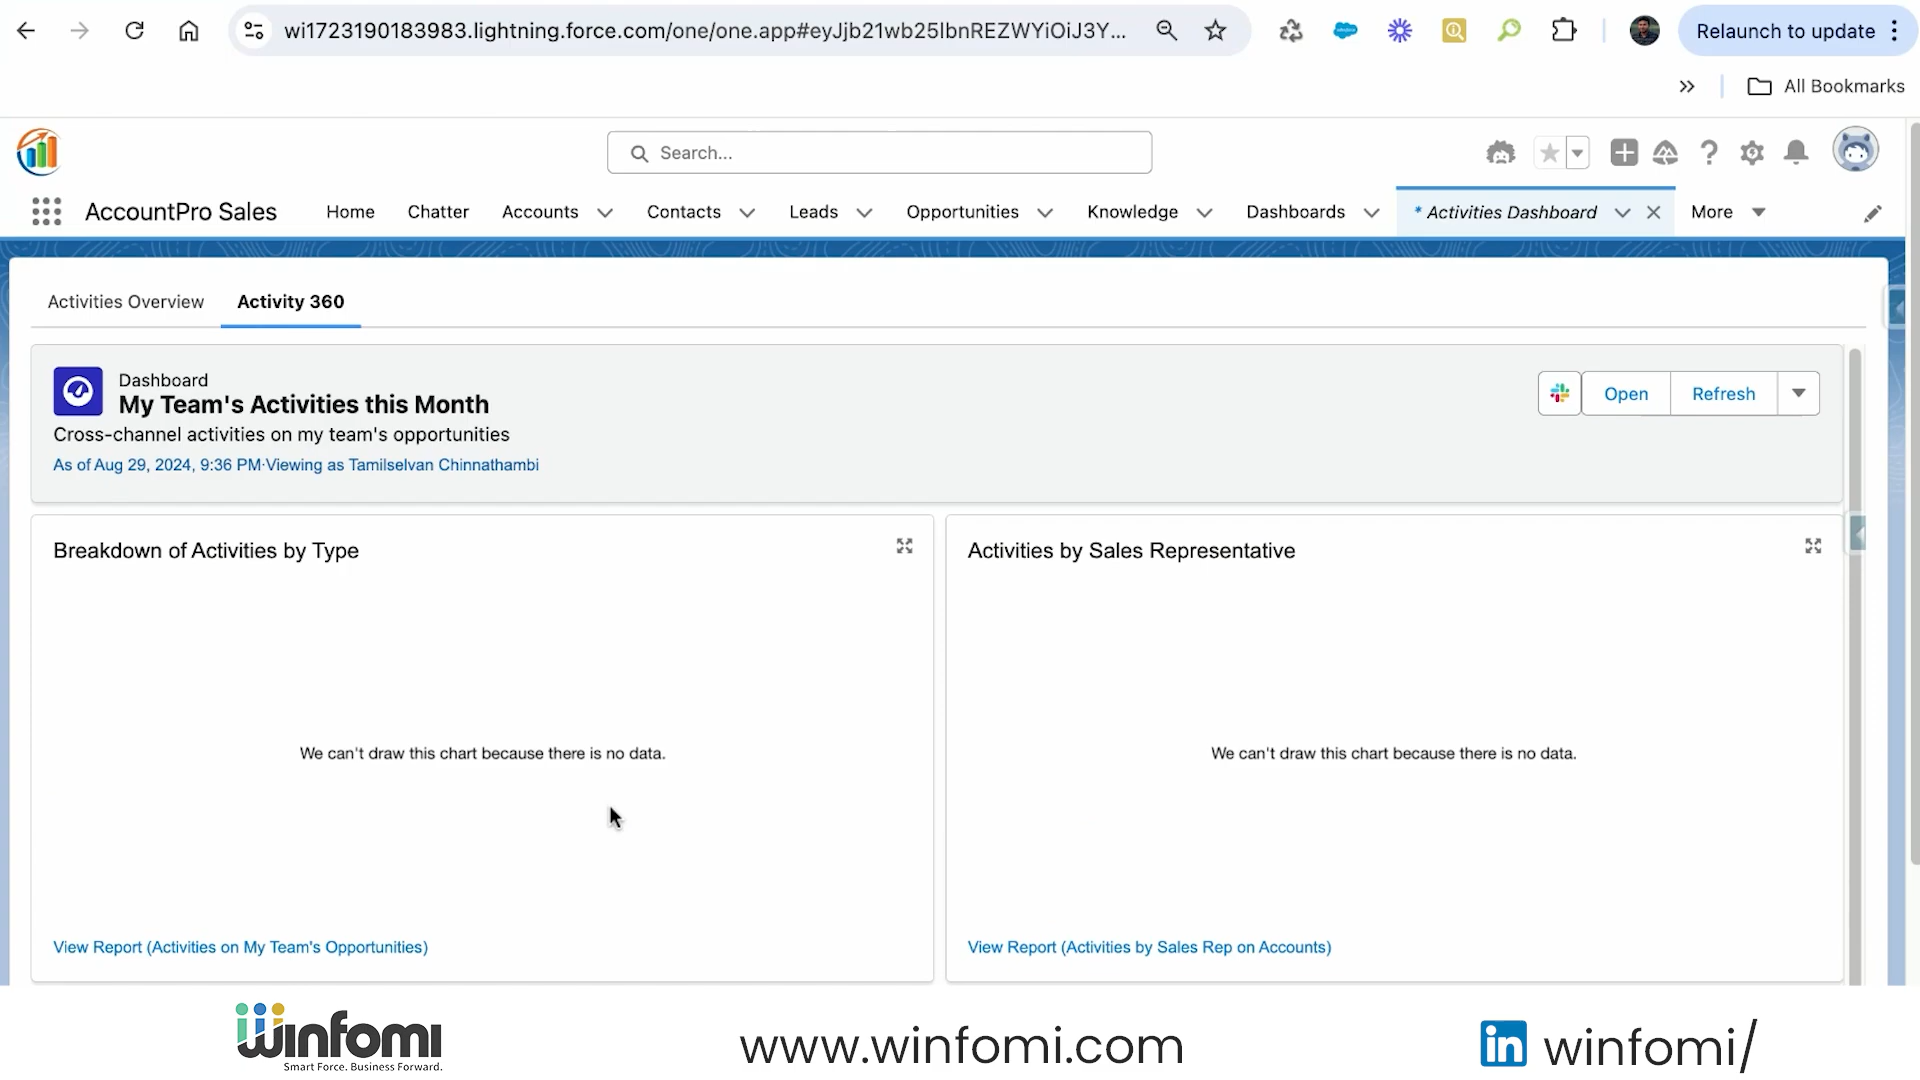 wi1723190183983.lightning.force.com/one/one.app#eyJjb21wb25lbnREZWYiOiJ3Y...
Relaunch to update
All Bookmarks
Search...
AccountPro Sales
Home
Chatter
Accounts
Contacts
Leads
Opportunities
Knowledge
Dashboards
* Activities Dashboard
More
Activities Overview
Activity 360
Dashboard
My Team's Activities this Month
Cross-channel activities on my team's opportunities
As of Aug 29, 2024, 9:36 PM·Viewing as Tamilselvan Chinnathambi
Open
Refresh
Breakdown of Activities by Type
We can't draw this chart because there is no data.
View Report (Activities on My Team's Opportunities)
Activities by Sales Representative
We can't draw this chart because there is no data.
View Report (Activities by Sales Rep on Accounts)
winfomi
Smart Force. Business Forward.
www.winfomi.com
in winfomi/